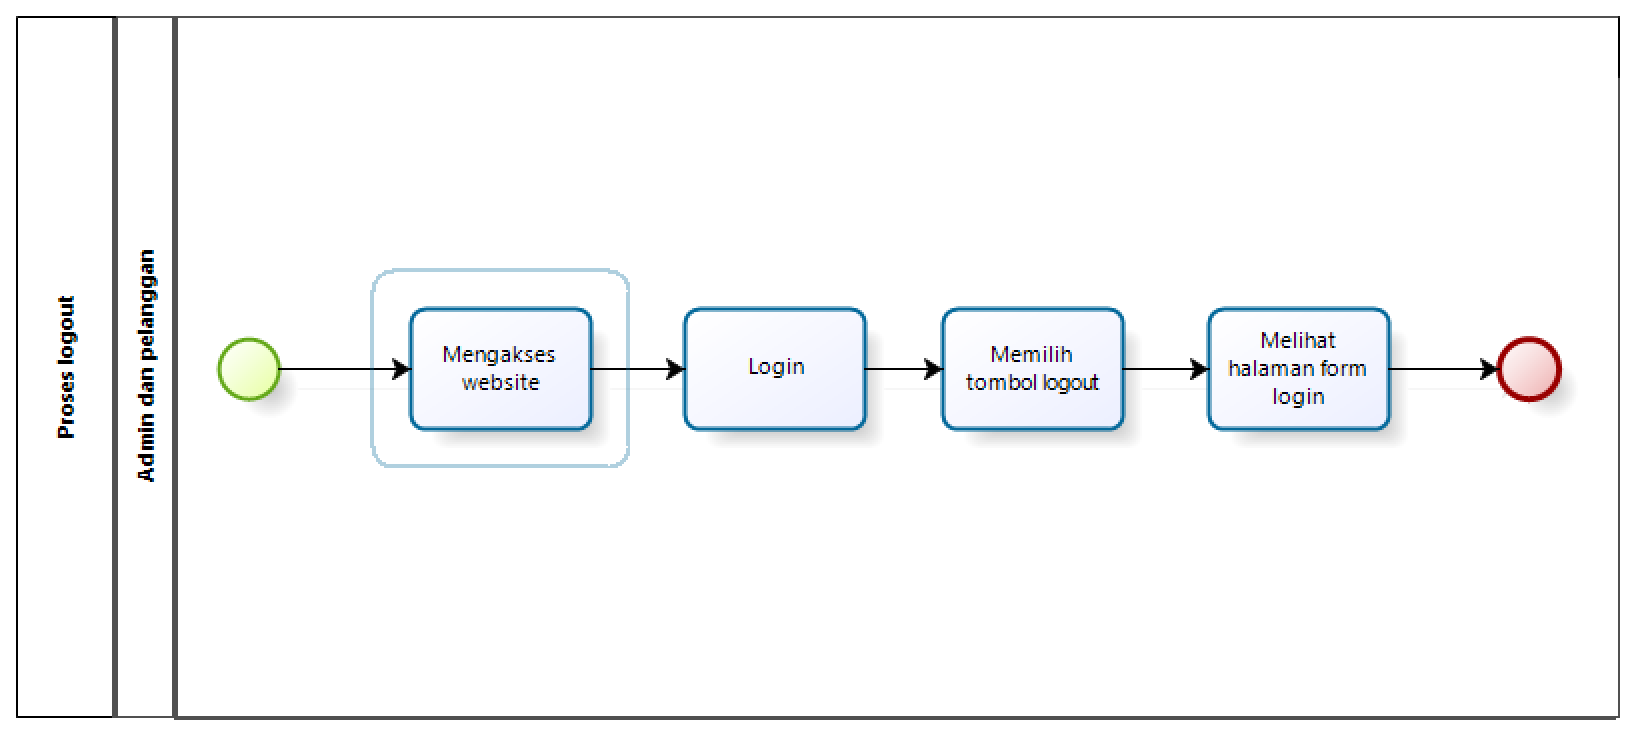 Proses logout
Admin dan pelanggan
Mengakses
website
Login
Memilih
tombol logout
Melihat
halaman form
login